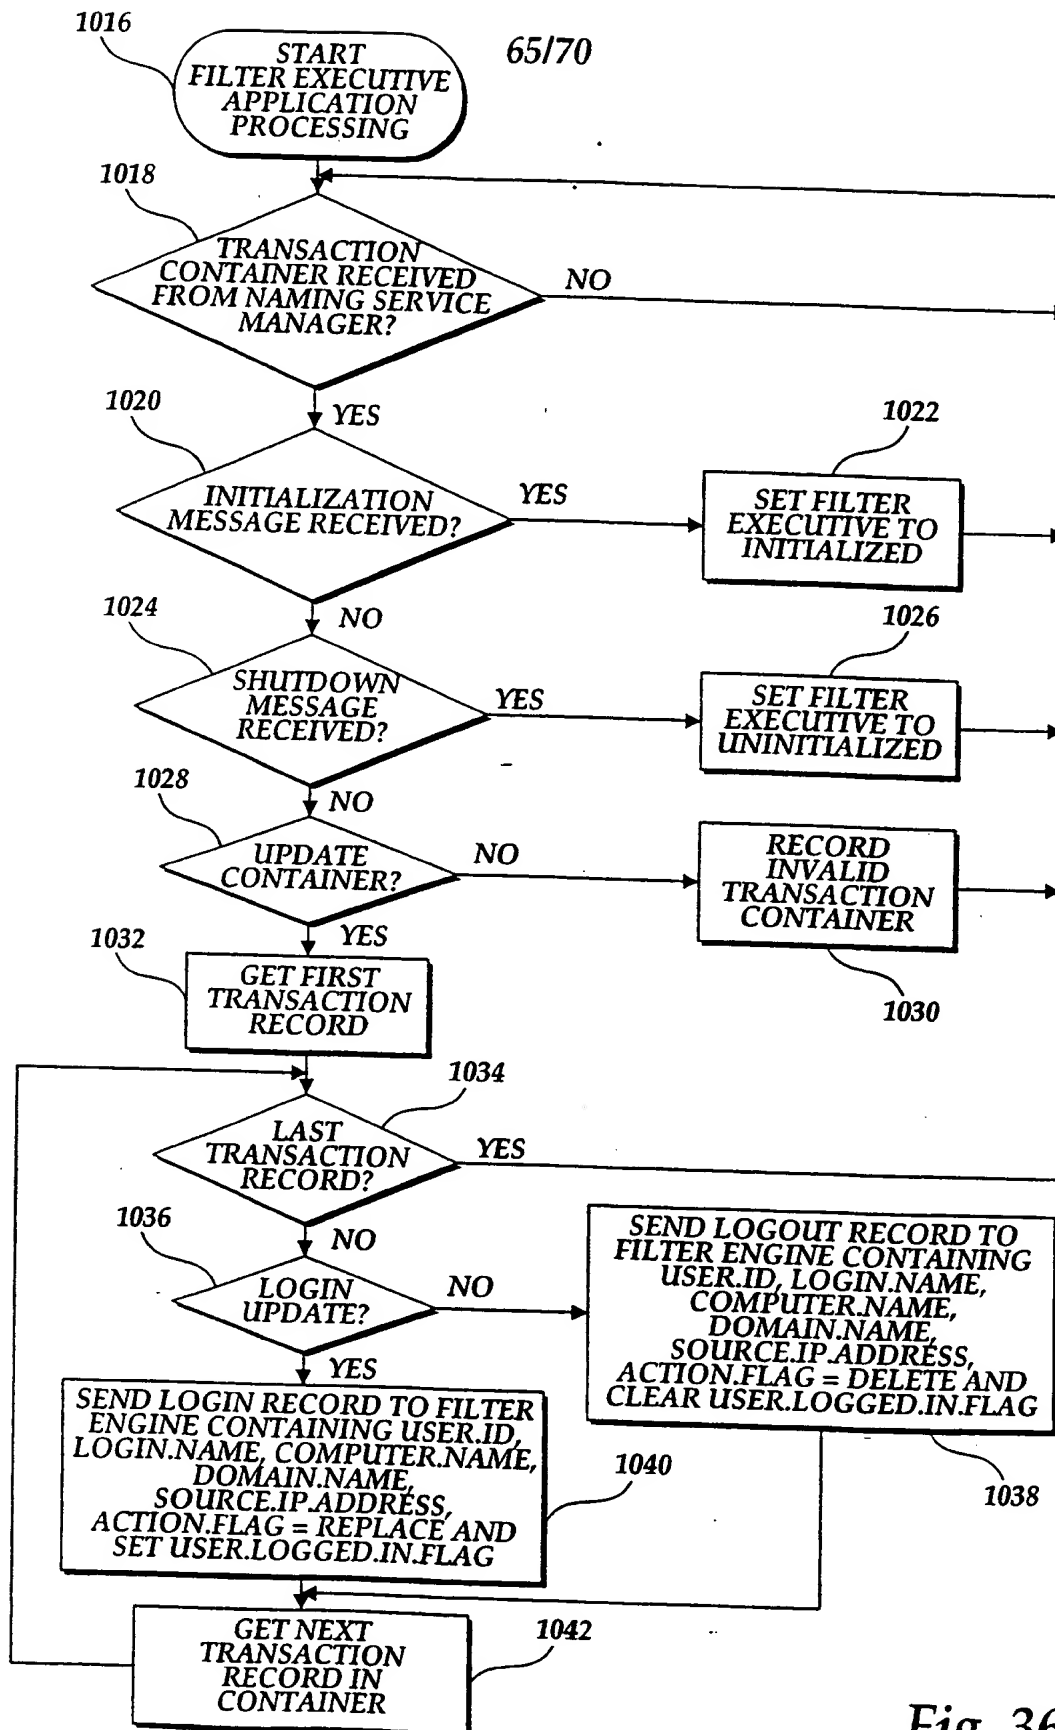 1016
START
FILTER EXECUTIVE
APPLICATION
PROCESSING
65/70
1018
TRANSACTION
CONTAINER RECEIVED
FROM NAMING SERVICE
MANAGER?
NO
YES
1020
INITIALIZATION
MESSAGE RECEIVED?
YES
1022
SET FILTER
EXECUTIVE TO
INITIALIZED
NO
1024
SHUTDOWN
MESSAGE
RECEIVED?
YES
1026
SET FILTER
EXECUTIVE TO
UNINITIALIZED
NO
1028
UPDATE
CONTAINER?
NO
RECORD
INVALID
TRANSACTION
CONTAINER
1030
YES
1032
GET FIRST
TRANSACTION
RECORD
1034
LAST
TRANSACTION
RECORD?
YES
NO
1036
LOGIN
UPDATE?
NO
SEND LOGOUT RECORD TO
FILTER ENGINE CONTAINING
USER.ID, LOGIN.NAME,
COMPUTER.NAME,
DOMAIN.NAME,
SOURCE.IP.ADDRESS,
ACTION.FLAG = DELETE AND
CLEAR USER.LOGGED.IN.FLAG
1038
YES
SEND LOGIN RECORD TO FILTER
ENGINE CONTAINING USER.ID,
LOGIN.NAME, COMPUTER.NAME,
DOMAIN.NAME,
SOURCE.IP.ADDRESS,
ACTION.FLAG = REPLACE AND
SET USER.LOGGED.IN.FLAG
1040
GET NEXT
TRANSACTION
RECORD IN
CONTAINER
1042
Fig. 36